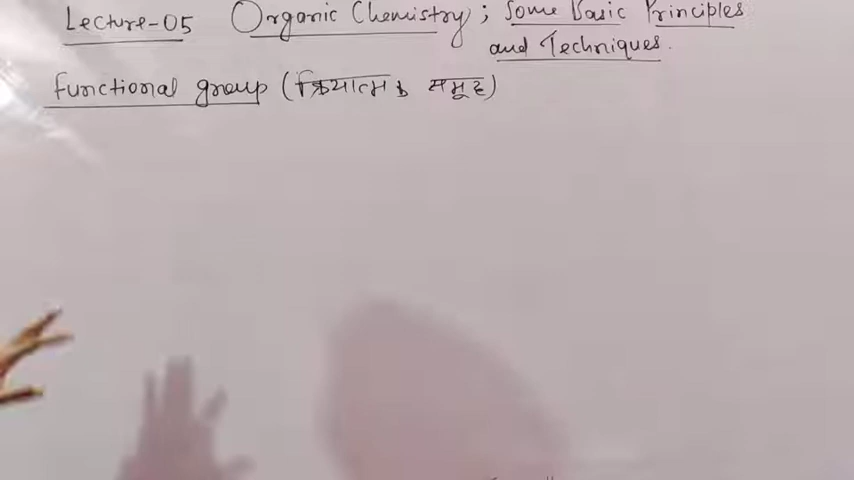 Lecture-05 Organic Chemistry; Some Basic Principles
and Techniques.
functional group (क्रियात्मक समूह)